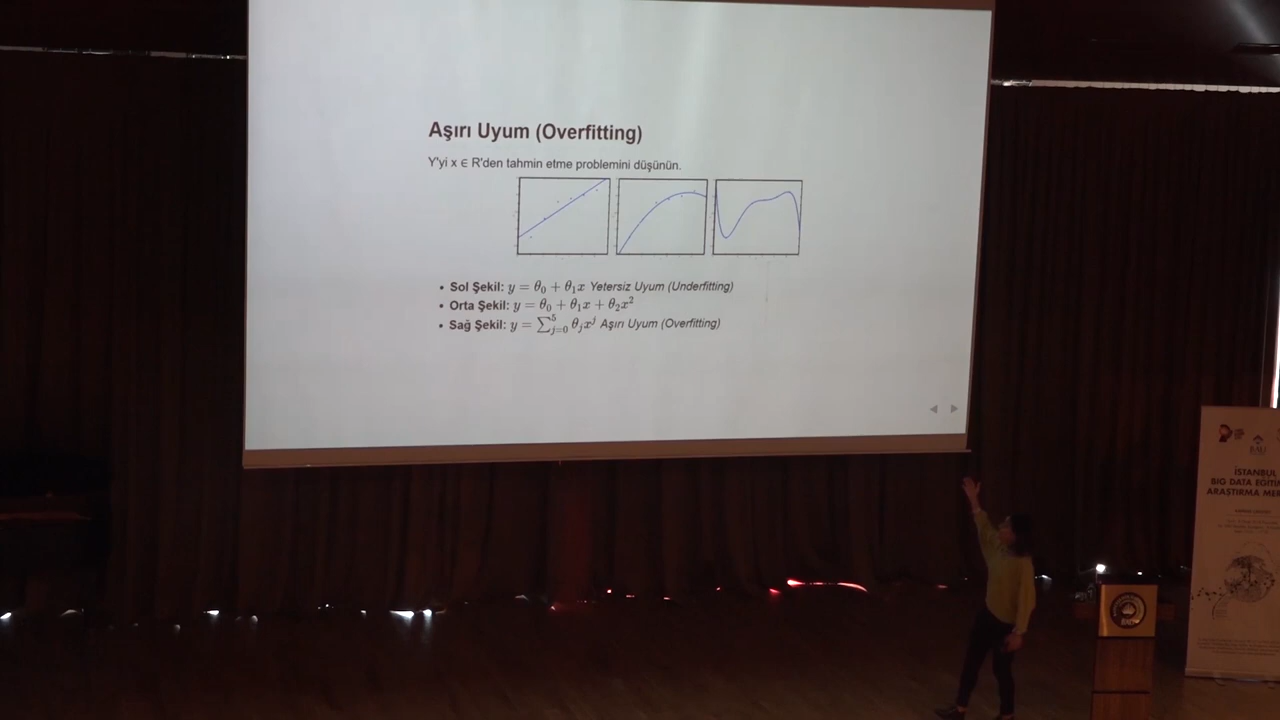 Aşırı Uyum (Overfitting)
Y'yi x ∈ R'den tahmin etme problemini düşünün.
• Sol Şekil: y = θ₀ + θ₁x Yetersiz Uyum (Underfitting)
• Orta Şekil: y = θ₀ + θ₁x + θ₂x²
• Sağ Şekil: y = ∑⁵ⱼ₌₀ θⱼxʲ Aşırı Uyum (Overfitting)
BAU
İSTANBUL
BIG DATA EĞİTİ
ARAŞTIRMA MER